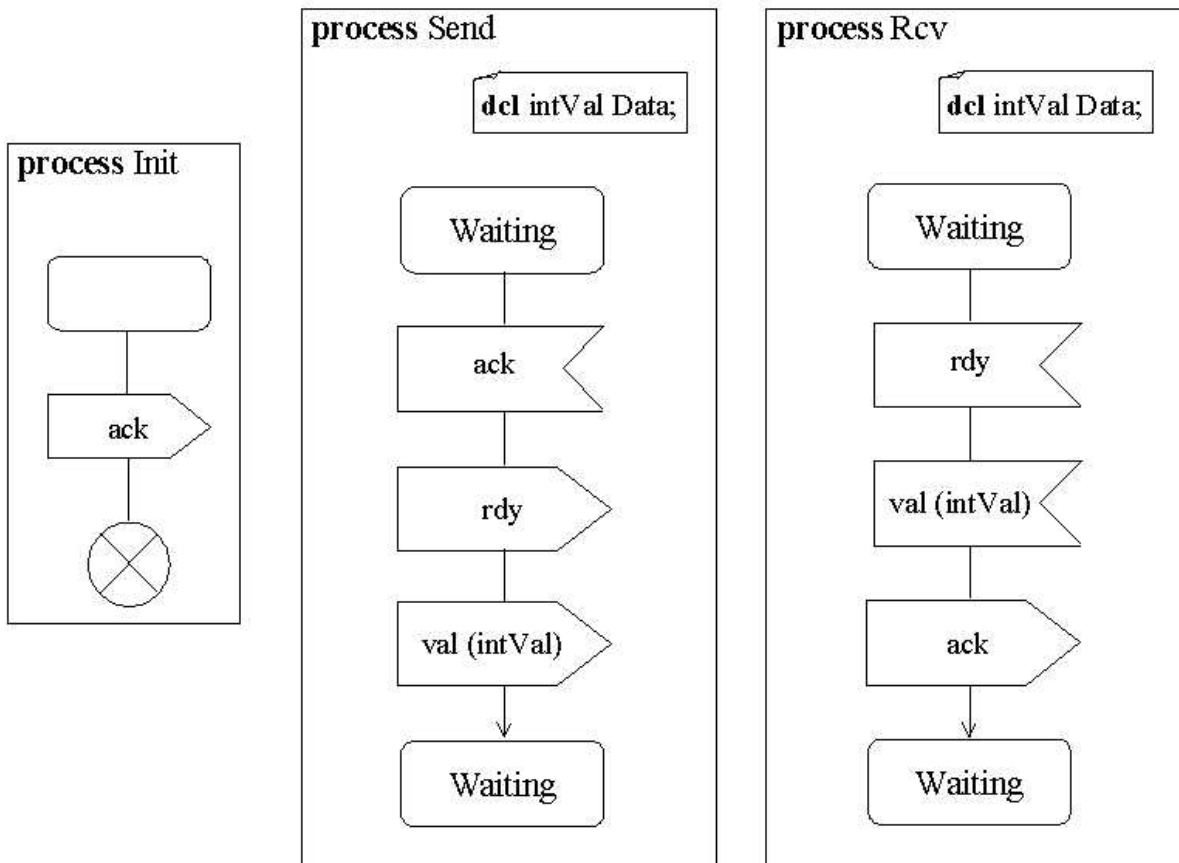 process Init
ack
process Send
dcl intVal Data;
Waiting
ack
rdy
val (intVal)
Waiting
process Rcv
dcl intVal Data;
Waiting
rdy
val (intVal)
ack
Waiting